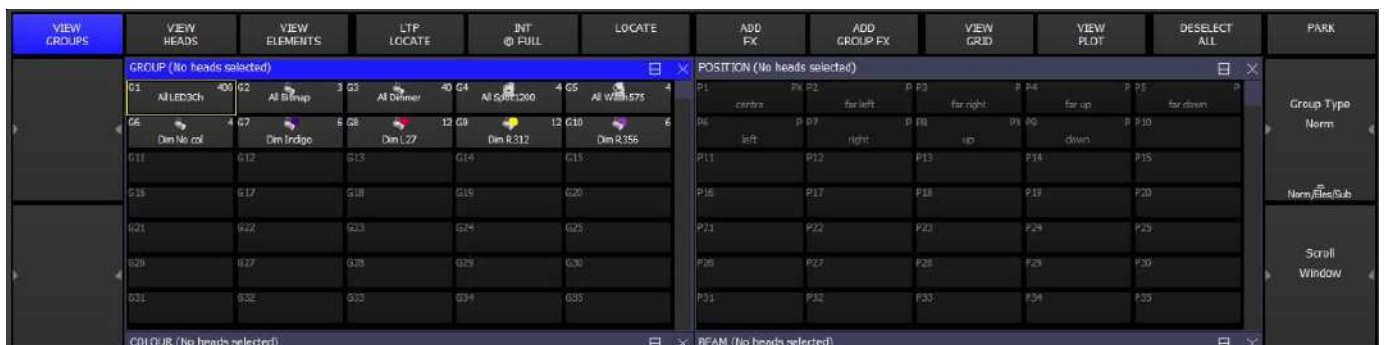 VIEW GROUPS
VIEW HEADS
VIEW ELEMENTS
LTP LOCATE
INT @ FULL
LOCATE
ADD FX
ADD GROUP FX
VIEW GRID
VIEW PLOT
DESELECT ALL
PARK
GROUP (No heads selected)
POSITION (No heads selected)
G1 400 G2 3 G3 40 G4 4 G5 4
All LED3Ch All Bitmap All Dimmer All Spot1200 All Wash575
G6 4 G7 6 G8 12 G9 12 G10 6
Dim No col Dim Indigo Dim L27 Dim R312 Dim R356
G11 G12 G13 G14 G15
G16 G17 G18 G19 G20
G21 G22 G23 G24 G25
G26 G27 G28 G29 G30
G31 G32 G33 G34 G35
P1 P P2 P P3 P P4 P P5 P
centre far left far right far up far down
P6 P P7 P P8 P P9 P P10
left right up down
P11 P12 P13 P14 P15
P16 P17 P18 P19 P20
P21 P22 P23 P24 P25
P26 P27 P28 P29 P30
P31 P32 P33 P34 P35
Group Type
Norm
Norm/Eles/Sub
Scroll
Window
COLOUR (No heads selected)
BEAM (No heads selected)